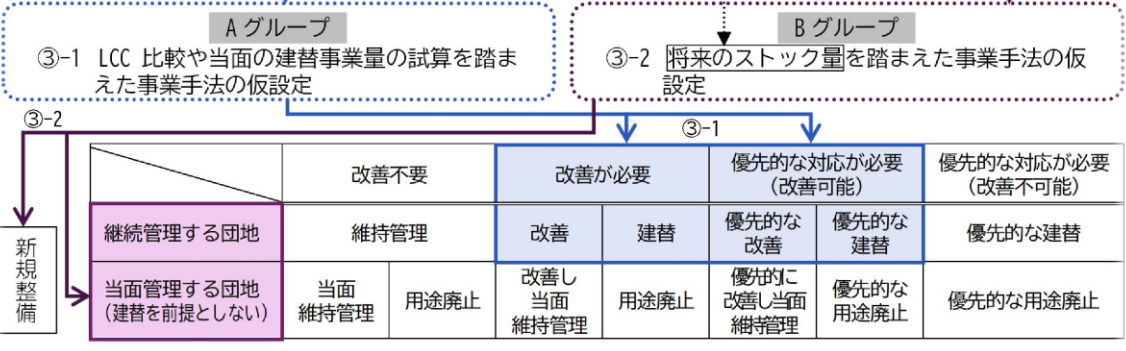 Aグループ
③-1 LCC 比較や当面の建替事業量の試算を踏ま
えた事業手法の仮設定
Bグループ
③-2 将来のストック量を踏まえた事業手法の仮
設定
③-2
③-1
改善不要
改善が必要
優先的な対応が必要
（改善可能）
優先的な対応が必要
（改善不可能）
継続管理する団地
維持管理
改善
建替
優先的な
改善
優先的な
建替
優先的な建替
新規整備
当面管理する団地
（建替を前提としない）
当面
維持管理
用途廃止
改善し
当面
維持管理
用途廃止
優先的に
改善し当面
維持管理
優先的な
用途廃止
優先的な用途廃止